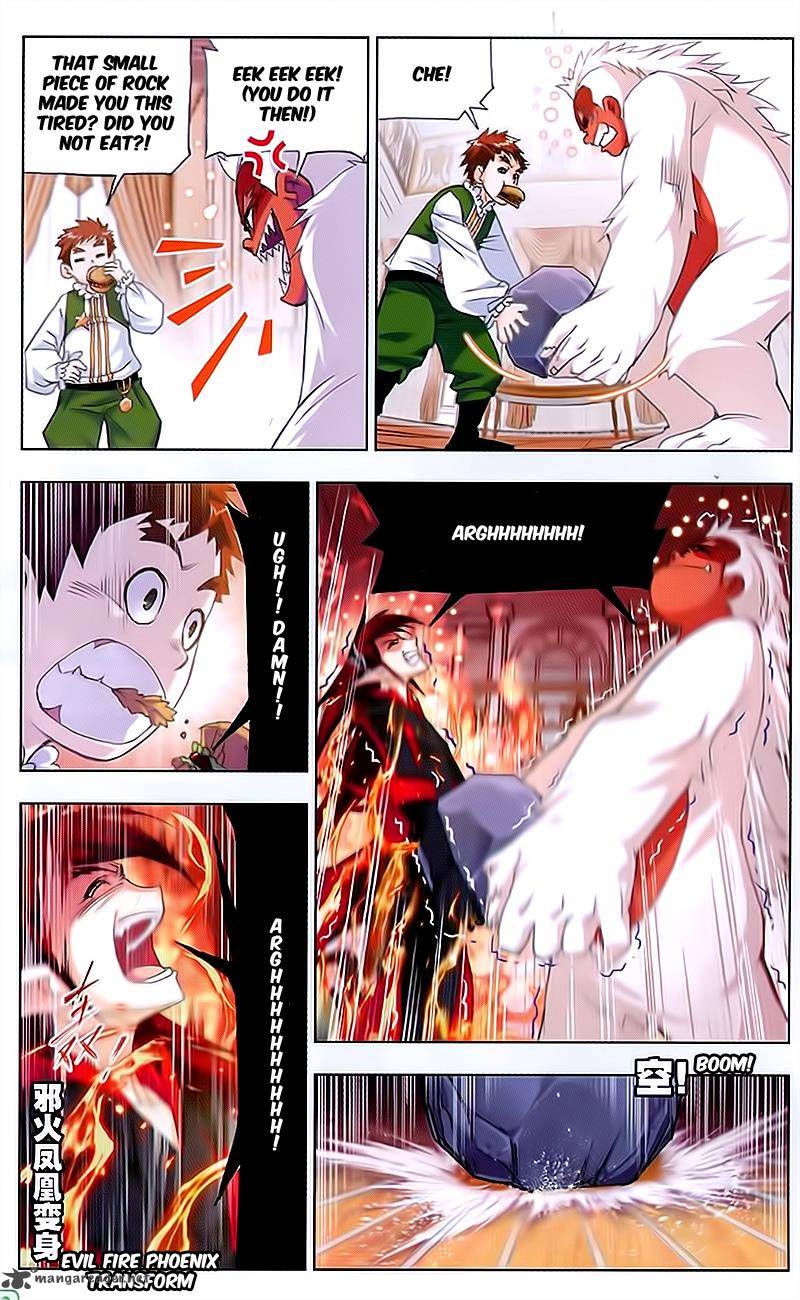 THAT SMALL
PIECE OF ROCK
MADE YOU THIS
TIRED? DID YOU
NOT EAT?!
EEK EEK EEK!
(YOU DO IT
THEN!)
CHE!
UGH!! DAMN!!
ARGHHHHHHHH!
ARGHHHHHHHHHHH!
邪火凤凰变身
EVIL FIRE PHOENIX
TRANSFORM
BOOM!